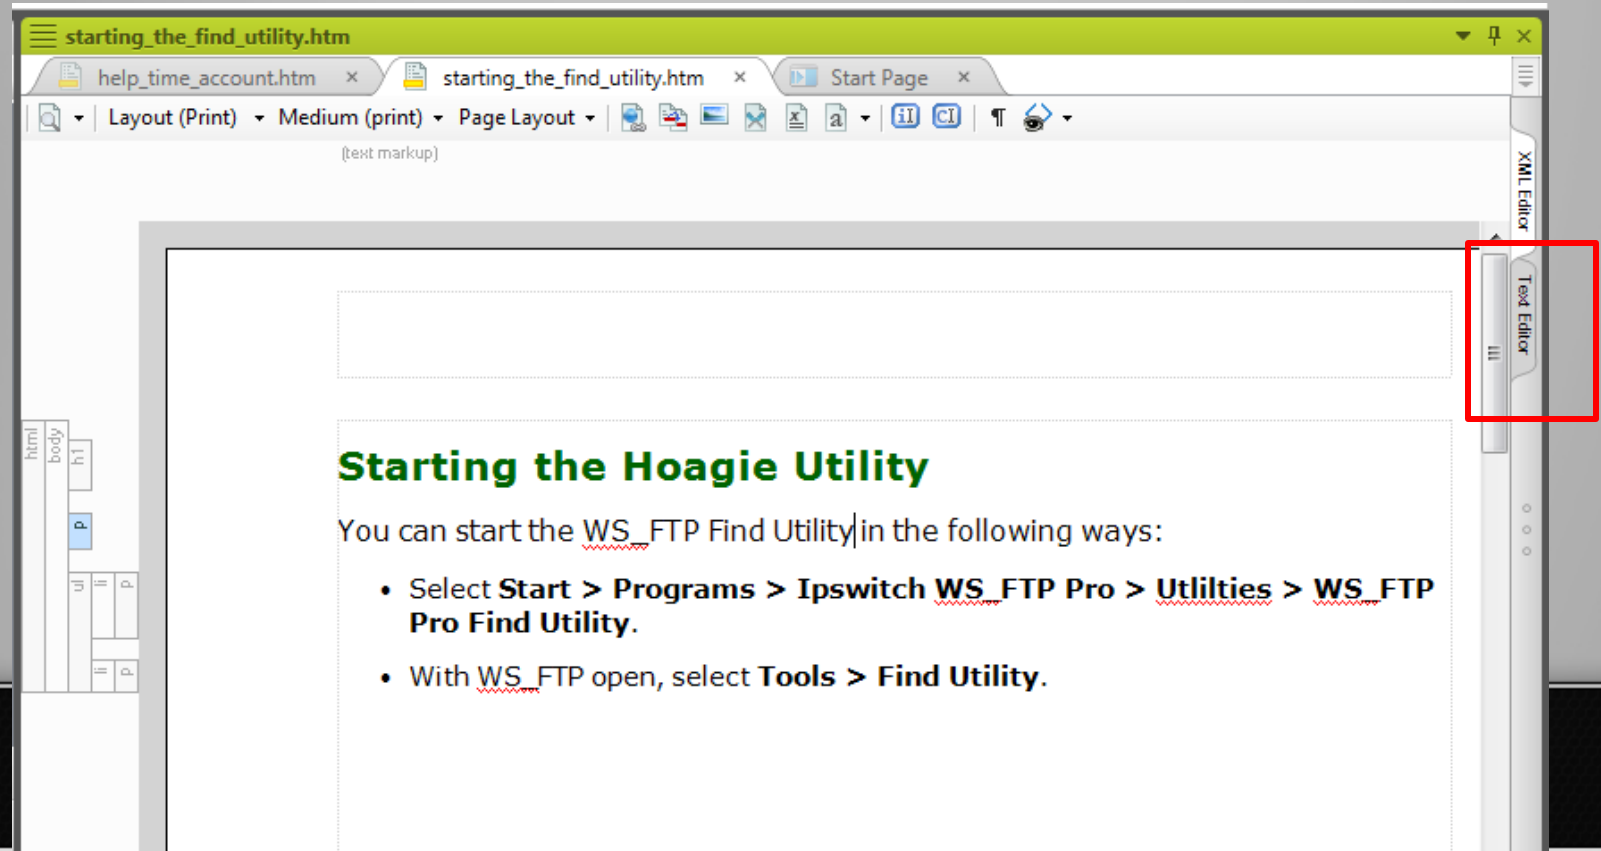 starting_the_find_utility.htm
help_time_account.htm starting_the_find_utility.htm Start Page
Layout (Print) Medium (print) Page Layout a iI CI ¶
(text markup)
XML Editor
Text Editor
html
body
h1
Starting the Hoagie Utility
p
You can start the WS_FTP Find Utility in the following ways:
ul
li
p
• Select Start > Programs > Ipswitch WS_FTP Pro > Utlilties > WS_FTP
Pro Find Utility.
li
p
• With WS_FTP open, select Tools > Find Utility.